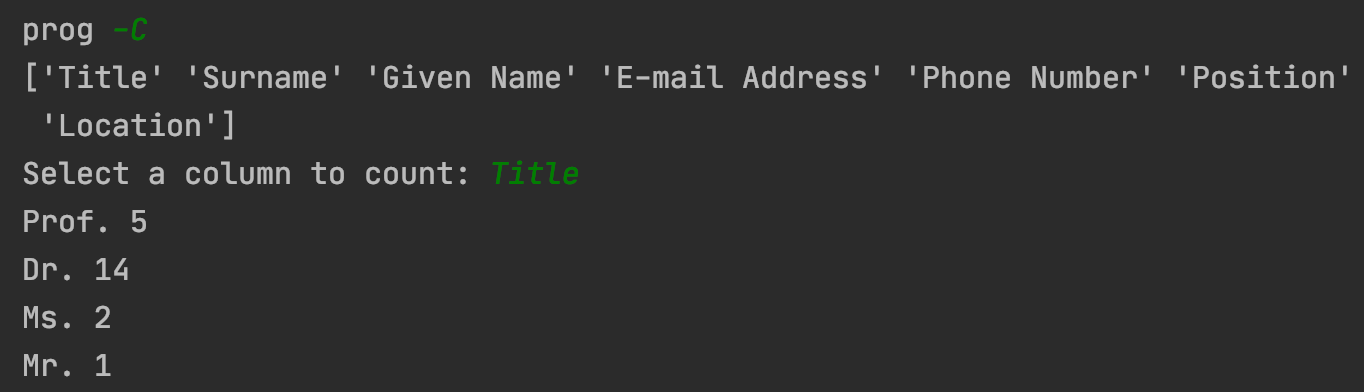 prog -C
['Title' 'Surname' 'Given Name' 'E-mail Address' 'Phone Number' 'Position'
 'Location']
Select a column to count: Title
Prof. 5
Dr. 14
Ms. 2
Mr. 1